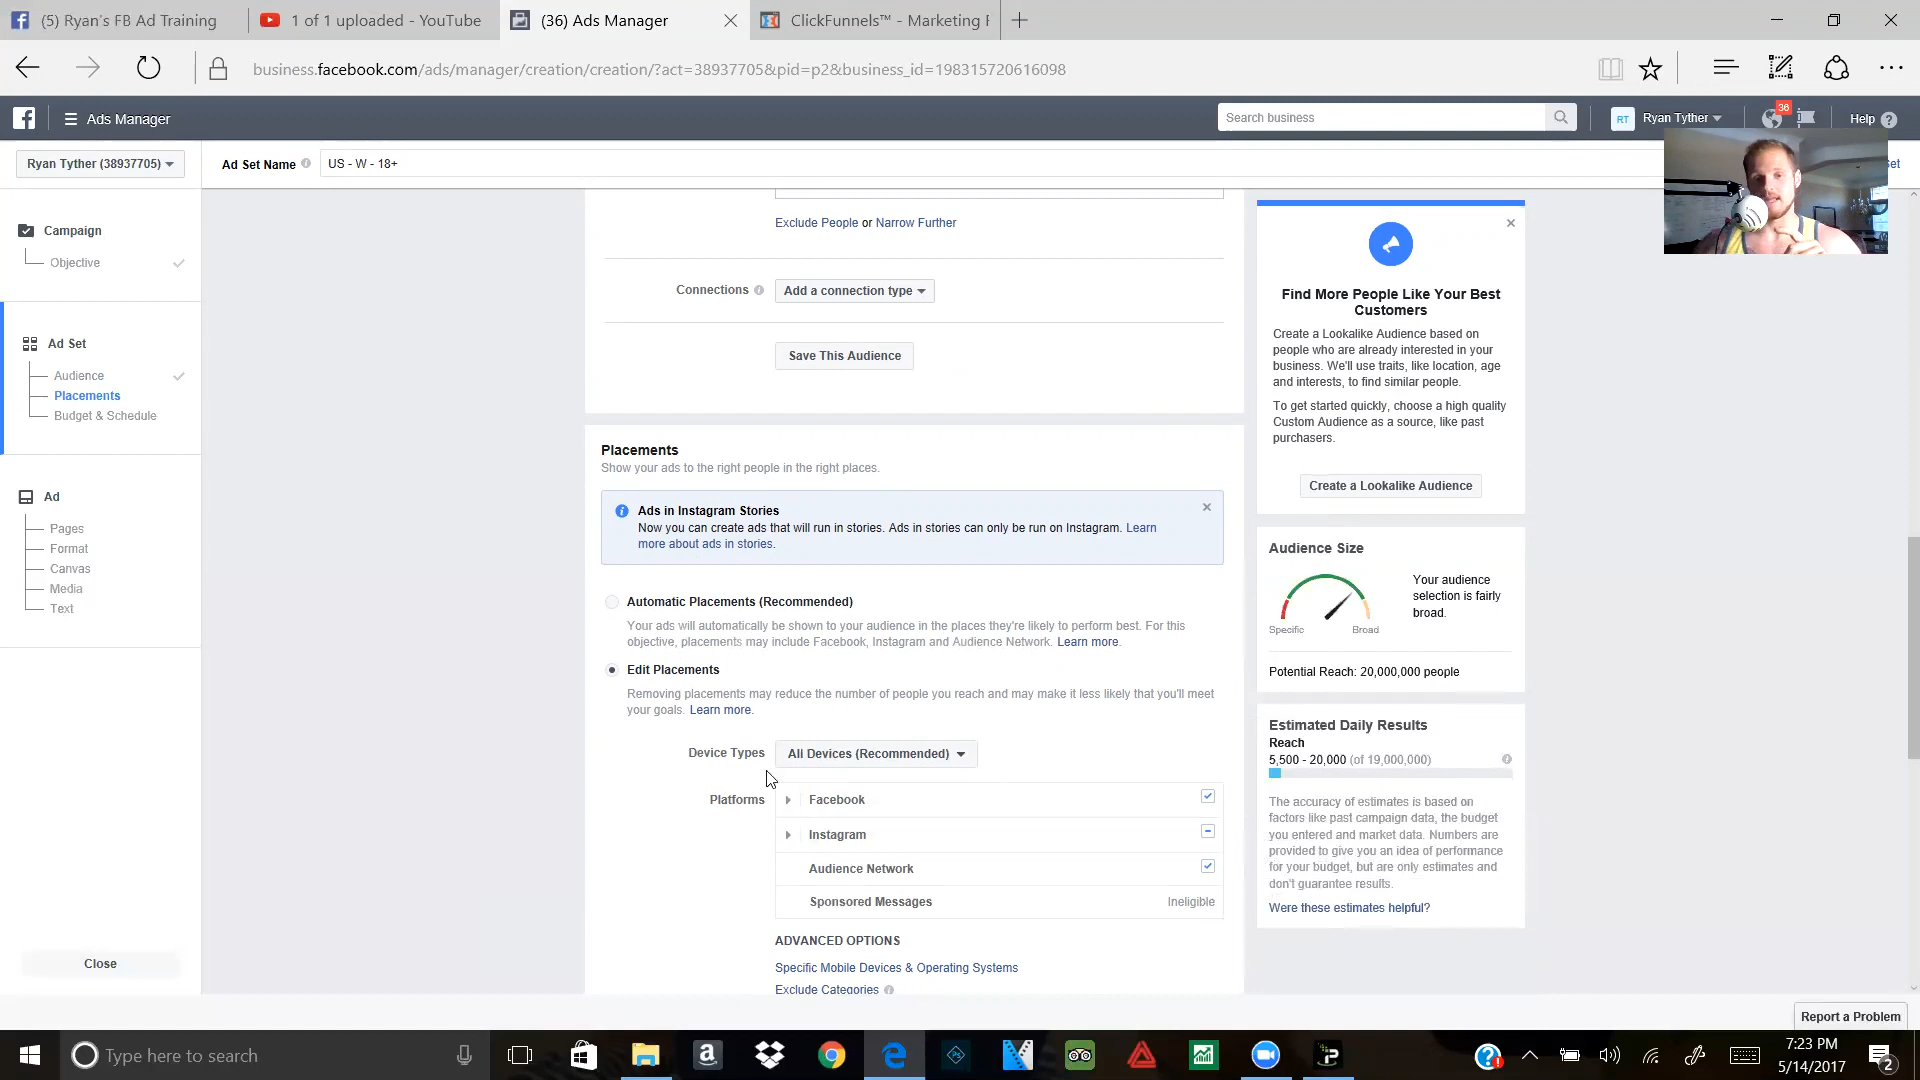 (5) Ryan's FB Ad Training
1 of 1 uploaded - YouTube
(36) Ads Manager
ClickFunnels™ - Marketing F
business.facebook.com/ads/manager/creation/creation/?act=38937705&pid=p2&business_id=198315720616098
Ads Manager
Search business
RT
Ryan Tyther
36
Help
Ryan Tyther (38937705)
Ad Set Name
US - W - 18+
Campaign
Objective
Ad Set
Audience
Placements
Budget & Schedule
Ad
Pages
Format
Canvas
Media
Text
Close
Exclude People or Narrow Further
Connections
Add a connection type
Save This Audience
Placements
Show your ads to the right people in the right places.
Ads in Instagram Stories
Now you can create ads that will run in stories. Ads in stories can only be run on Instagram. Learn
more about ads in stories.
Automatic Placements (Recommended)
Your ads will automatically be shown to your audience in the places they're likely to perform best. For this
objective, placements may include Facebook, Instagram and Audience Network. Learn more.
Edit Placements
Removing placements may reduce the number of people you reach and may make it less likely that you'll meet
your goals. Learn more.
Device Types
All Devices (Recommended)
Platforms
Facebook
Instagram
Audience Network
Sponsored Messages
Ineligible
ADVANCED OPTIONS
Specific Mobile Devices & Operating Systems
Exclude Categories
Find More People Like Your Best
Customers
Create a Lookalike Audience based on
people who are already interested in your
business. We'll use traits, like location, age
and interests, to find similar people.
To get started quickly, choose a high quality
Custom Audience as a source, like past
purchasers.
Create a Lookalike Audience
Audience Size
Specific
Broad
Your audience
selection is fairly
broad.
Potential Reach: 20,000,000 people
Estimated Daily Results
Reach
5,500 - 20,000 (of 19,000,000)
The accuracy of estimates is based on
factors like past campaign data, the budget
you entered and market data. Numbers are
provided to give you an idea of performance
for your budget, but are only estimates and
don't guarantee results.
Were these estimates helpful?
Report a Problem
Type here to search
7:23 PM
5/14/2017
2